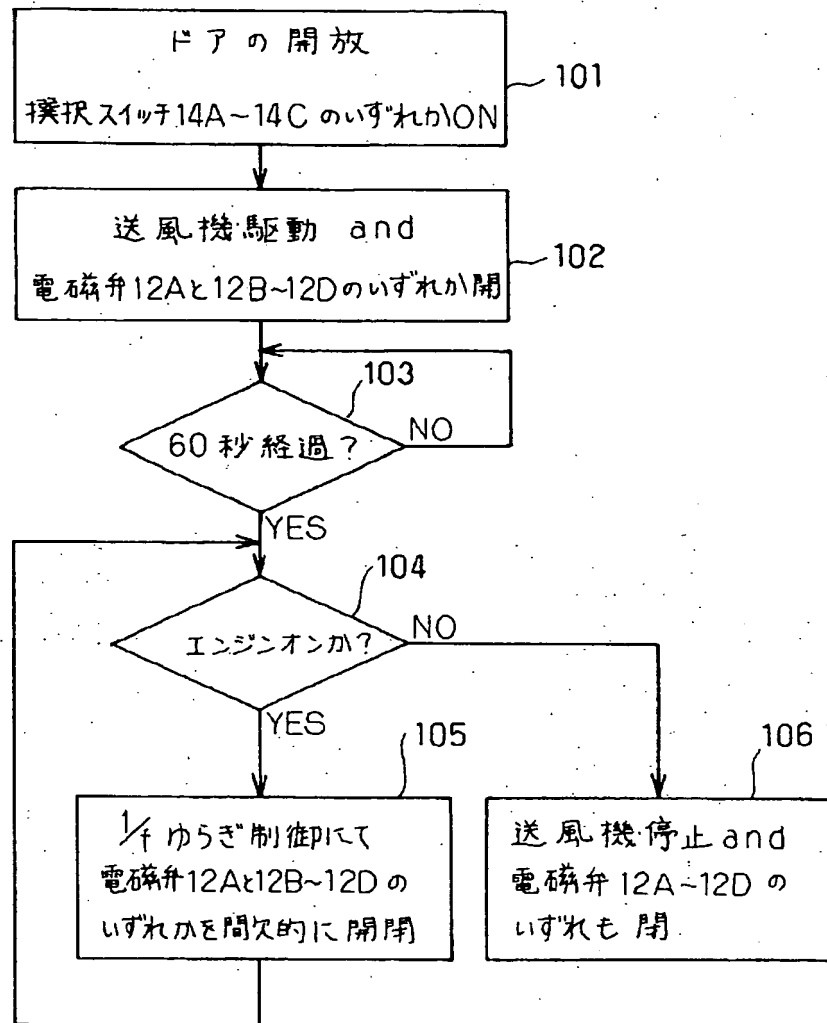 ドアの開放
撰択スイッチ14A~14Cのいずれか ON
101
送風機駆動 and
電磁弁12Aと12B~12Dのいずれか開
102
103
60秒経過?
NO
YES
104
エンジンオンか?
NO
YES
105
1/fゆらぎ制御にて
電磁弁12Aと12B~12Dの
いずれかを間欠的に開閉
106
送風機停止 and
電磁弁12A~12Dの
いずれも閉